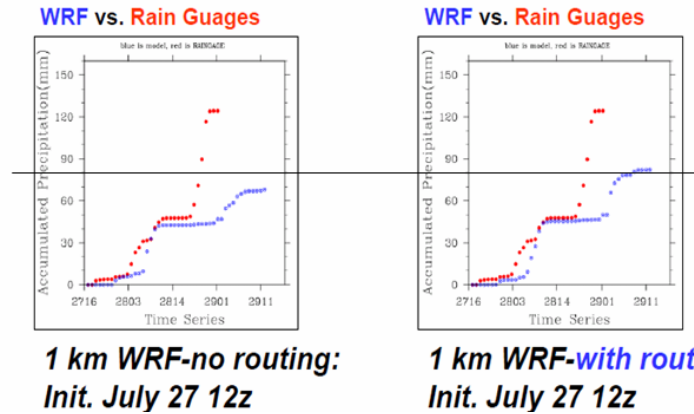 WRF vs. Rain Guages
blue is model, red is RAINGAGE
Accumulated Precipitation(mm)
150
120
90
60
30
0
2716 2803 2814 2901 2911
Time Series
1 km WRF-no routing:
Init. July 27 12z
WRF vs. Rain Guages
blue is model, red is RAINGAGE
Accumulated Precipitation(mm)
150
120
90
60
30
0
2716 2803 2814 2901 2911
Time Series
1 km WRF-with rout
Init. July 27 12z